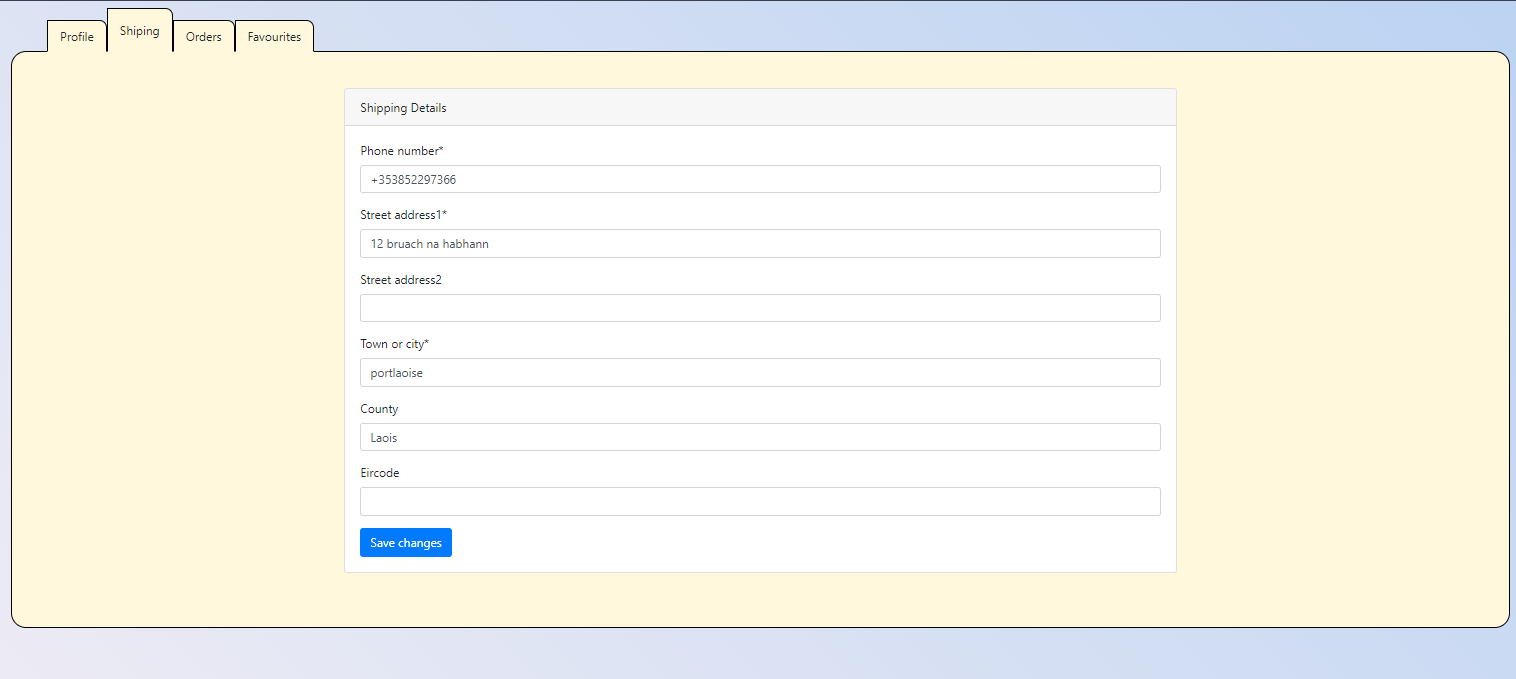 Profile
Shiping
Orders
Favourites
Shipping Details
Phone number*
+353852297366
Street address1*
12 bruach na habhann
Street address2
Town or city*
portlaoise
County
Laois
Eircode
Save changes